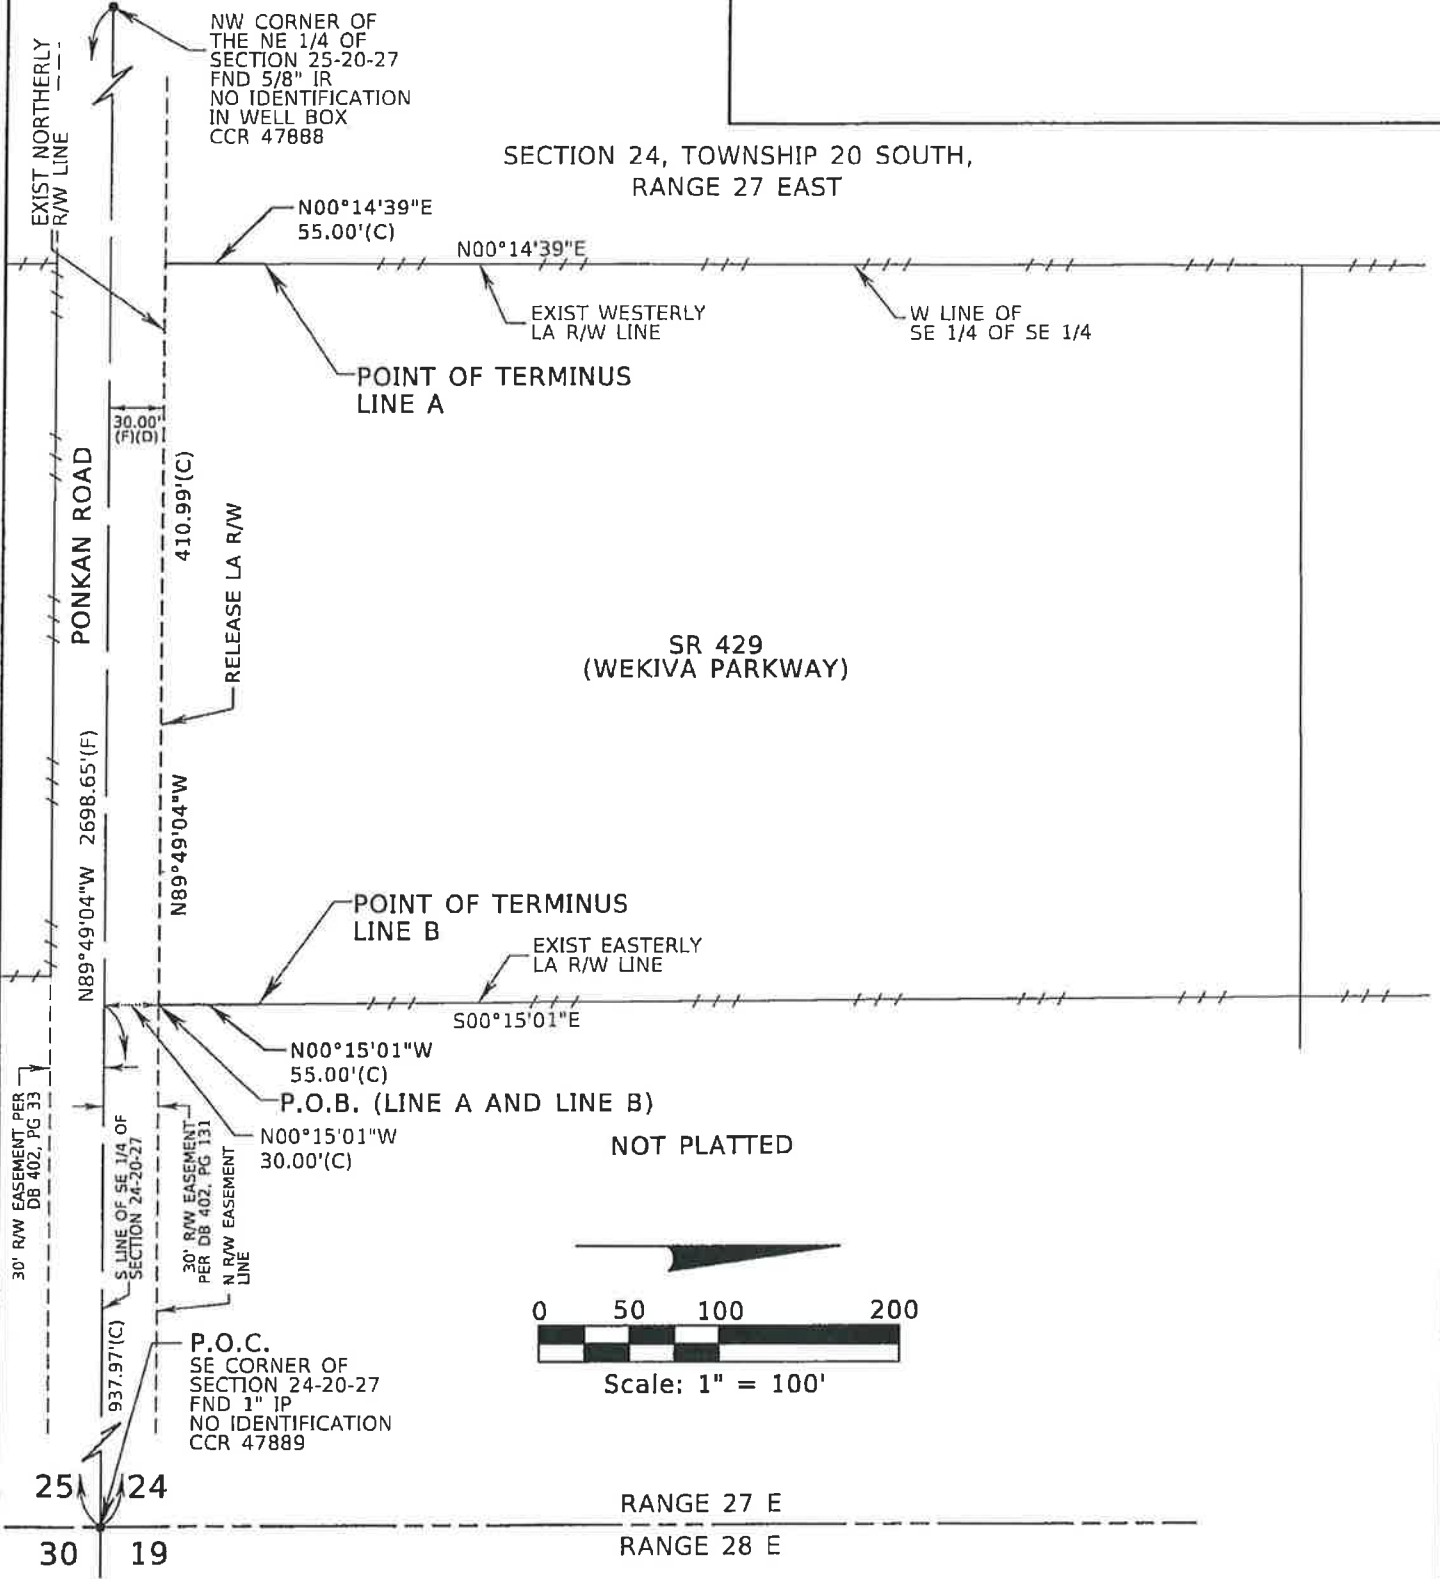 NW CORNER OF
THE NE 1/4 OF
SECTION 25-20-27
FND 5/8" IR
NO IDENTIFICATION
IN WELL BOX
CCR 47888
EXIST NORTHERLY
R/W LINE
SECTION 24, TOWNSHIP 20 SOUTH,
RANGE 27 EAST
N00°14'39"E
55.00'(C)
N00°14'39"E
EXIST WESTERLY
LA R/W LINE
W LINE OF
SE 1/4 OF SE 1/4
POINT OF TERMINUS
LINE A
30.00'
(F)(D)
PONKAN ROAD
410.99'(C)
RELEASE LA R/W
SR 429
(WEKIVA PARKWAY)
N89°49'04"W 2698.65'(F)
N89°49'04"W
POINT OF TERMINUS
LINE B
EXIST EASTERLY
LA R/W LINE
S00°15'01"E
N00°15'01"W
55.00'(C)
P.O.B. (LINE A AND LINE B)
N00°15'01"W
30.00'(C)
NOT PLATTED
30' R/W EASEMENT PER
DB 402, PG 33
S LINE OF SE 1/4 OF
SECTION 24-20-27
30' R/W EASEMENT
PER DB 402, PG 131
N R/W EASEMENT
LINE
0 50 100 200
Scale: 1" = 100'
937.97'(C)
P.O.C.
SE CORNER OF
SECTION 24-20-27
FND 1" IP
NO IDENTIFICATION
CCR 47889
25 24
RANGE 27 E
30 19
RANGE 28 E